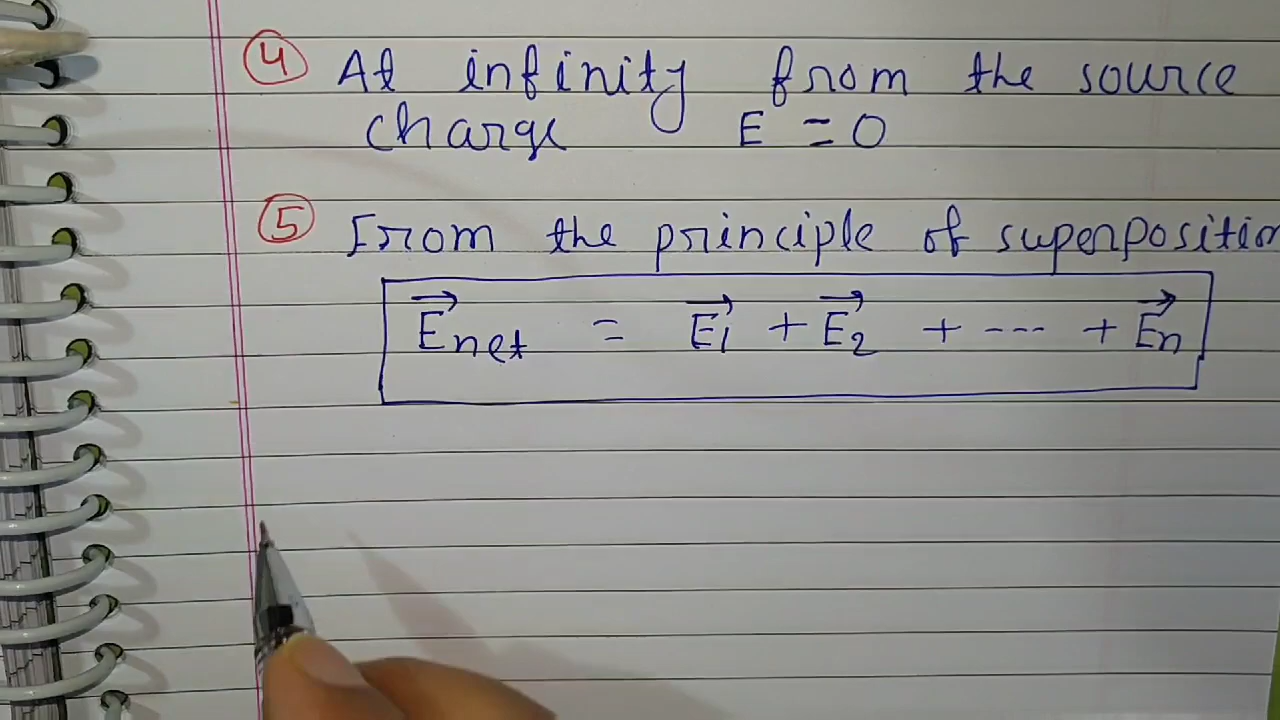 ④ At infinity from the source
charge E = 0
⑤ From the principle of superposition
E⃗net = E⃗1 + E⃗2 + --- + E⃗n